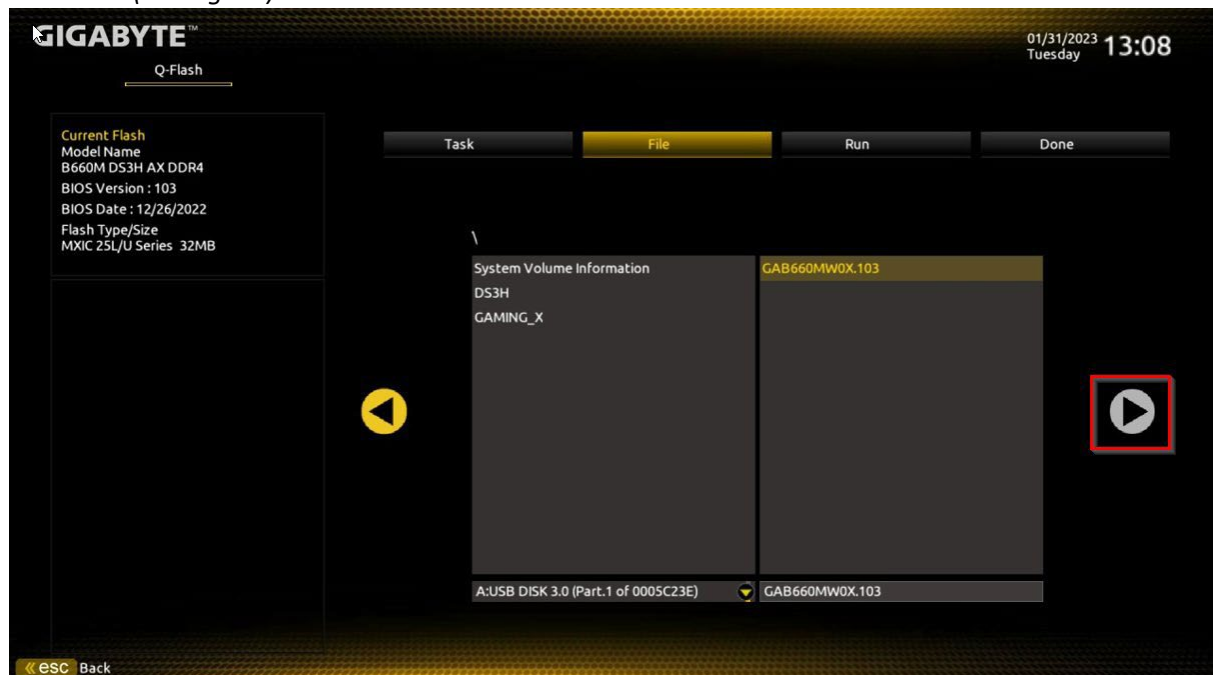 GIGABYTE™
01/31/2023
Tuesday
13:08
Q-Flash
Current Flash
Model Name
B660M DS3H AX DDR4
BIOS Version : 103
BIOS Date : 12/26/2022
Flash Type/Size
MXIC 25L/U Series 32MB
Task
File
Run
Done
\
System Volume Information
DS3H
GAMING_X
GAB660MW0X.103
A:USB DISK 3.0 (Part.1 of 0005C23E)
GAB660MW0X.103
«esc Back